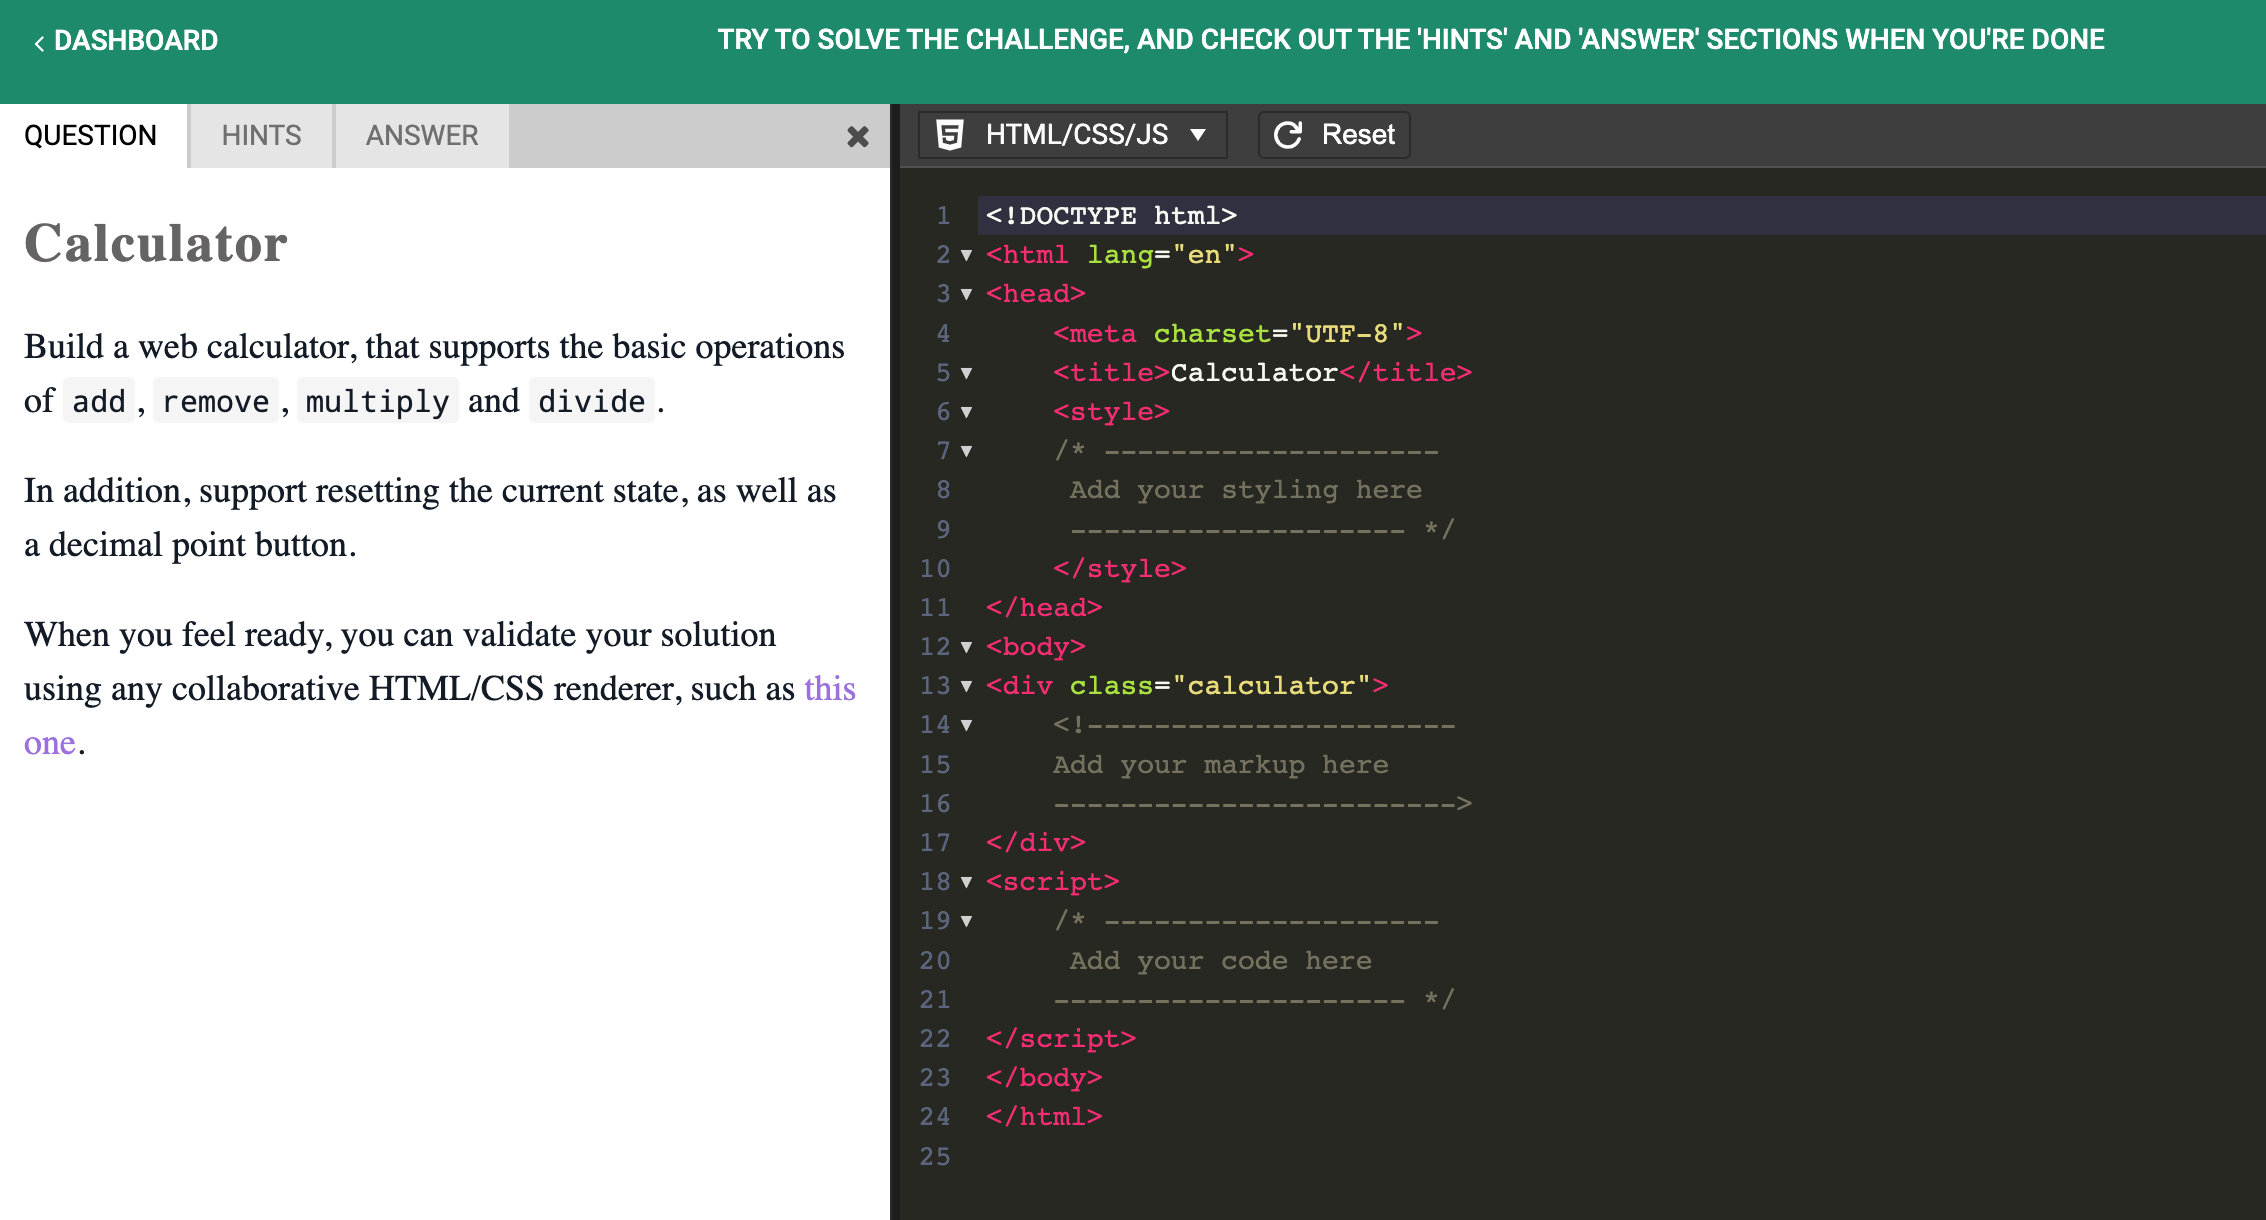 < DASHBOARD
TRY TO SOLVE THE CHALLENGE, AND CHECK OUT THE 'HINTS' AND 'ANSWER' SECTIONS WHEN YOU'RE DONE
QUESTION HINTS ANSWER ✖
Calculator
Build a web calculator, that supports the basic operations
of add, remove, multiply and divide.
In addition, support resetting the current state, as well as
a decimal point button.
When you feel ready, you can validate your solution
using any collaborative HTML/CSS renderer, such as this
one.
HTML/CSS/JS ▼ Reset
1 <!DOCTYPE html>
2 ▼ <html lang="en">
3 ▼ <head>
4     <meta charset="UTF-8">
5 ▼     <title>Calculator</title>
6 ▼     <style>
7 ▼     /* --------------------
8      Add your styling here
9      -------------------- */
10     </style>
11 </head>
12 ▼ <body>
13 ▼ <div class="calculator">
14 ▼     <!----------------------
15     Add your markup here
16     ------------------------>
17 </div>
18 ▼ <script>
19 ▼     /* --------------------
20      Add your code here
21     --------------------- */
22 </script>
23 </body>
24 </html>
25